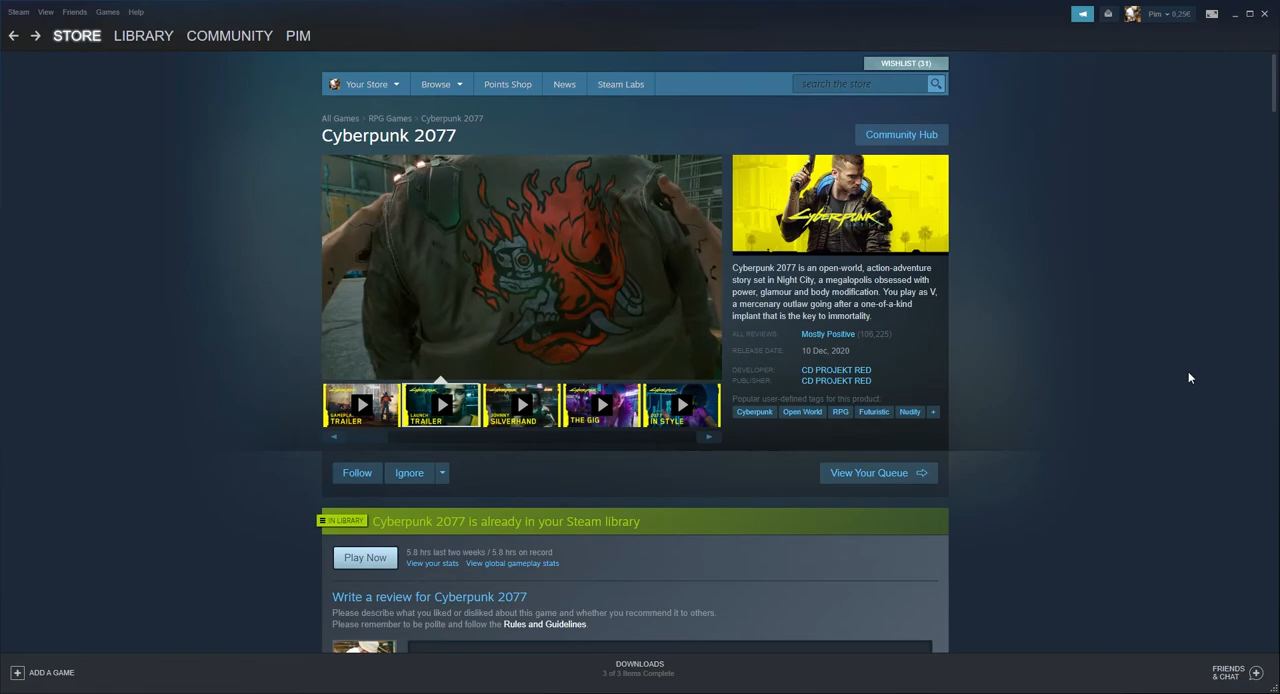 Steam View Friends Games Help
Pim 0,25€
STORE LIBRARY COMMUNITY PIM
WISHLIST (31)
Your Store Browse Points Shop News Steam Labs search the store
All Games > RPG Games > Cyberpunk 2077
Cyberpunk 2077
Community Hub
Cyberpunk
Cyberpunk 2077 is an open-world, action-adventure
story set in Night City, a megalopolis obsessed with
power, glamour and body modification. You play as V,
a mercenary outlaw going after a one-of-a-kind
implant that is the key to immortality.
ALL REVIEWS: Mostly Positive (106,225)
RELEASE DATE: 10 Dec, 2020
DEVELOPER: CD PROJEKT RED
PUBLISHER: CD PROJEKT RED
Popular user-defined tags for this product:
Cyberpunk Open World RPG Futuristic Nudity +
TRAILER
LAUNCH
TRAILER
JOHNNY
SILVERHAND
THE GIG
IN STYLE
Follow Ignore View Your Queue
IN LIBRARY Cyberpunk 2077 is already in your Steam library
Play Now
5.8 hrs last two weeks / 5.8 hrs on record
View your stats View global gameplay stats
Write a review for Cyberpunk 2077
Please describe what you liked or disliked about this game and whether you recommend it to others.
Please remember to be polite and follow the Rules and Guidelines.
ADD A GAME
DOWNLOADS
3 of 3 Items Complete
FRIENDS
& CHAT